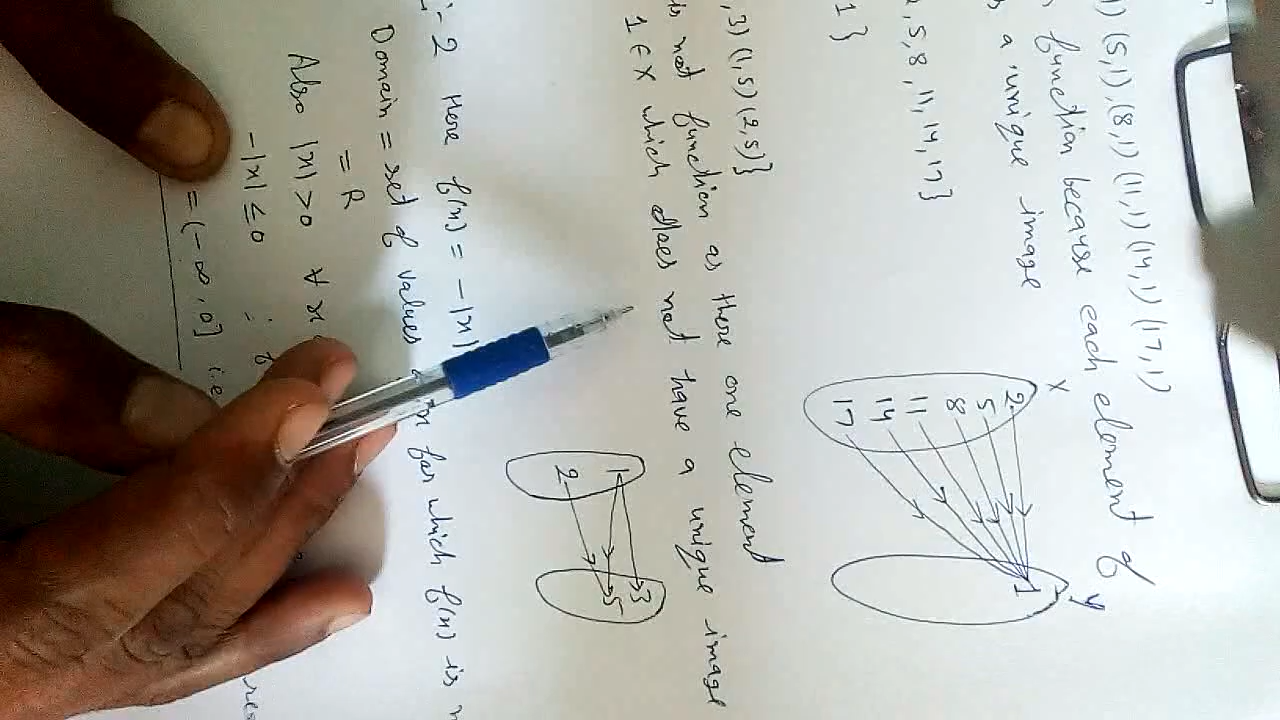 1) (5,1), (8,1) (11,1) (14,1) (17,1)
function because each element of
a unique image
X
y
2
5
8
11
14
17
1
, 5, 8, 11, 14, 17}
1}
, 3) (1, 5) (2, 5)}
is not function as there one element
1 ∈ X which does not have a unique image
1
2
3
5
2 Here f(x) = -|x|
Domain = set of values x for which f(x) is
= R
Also |x| > 0 ∀ x
-|x| ≤ 0 ∴
= (-∞, 0] i.e